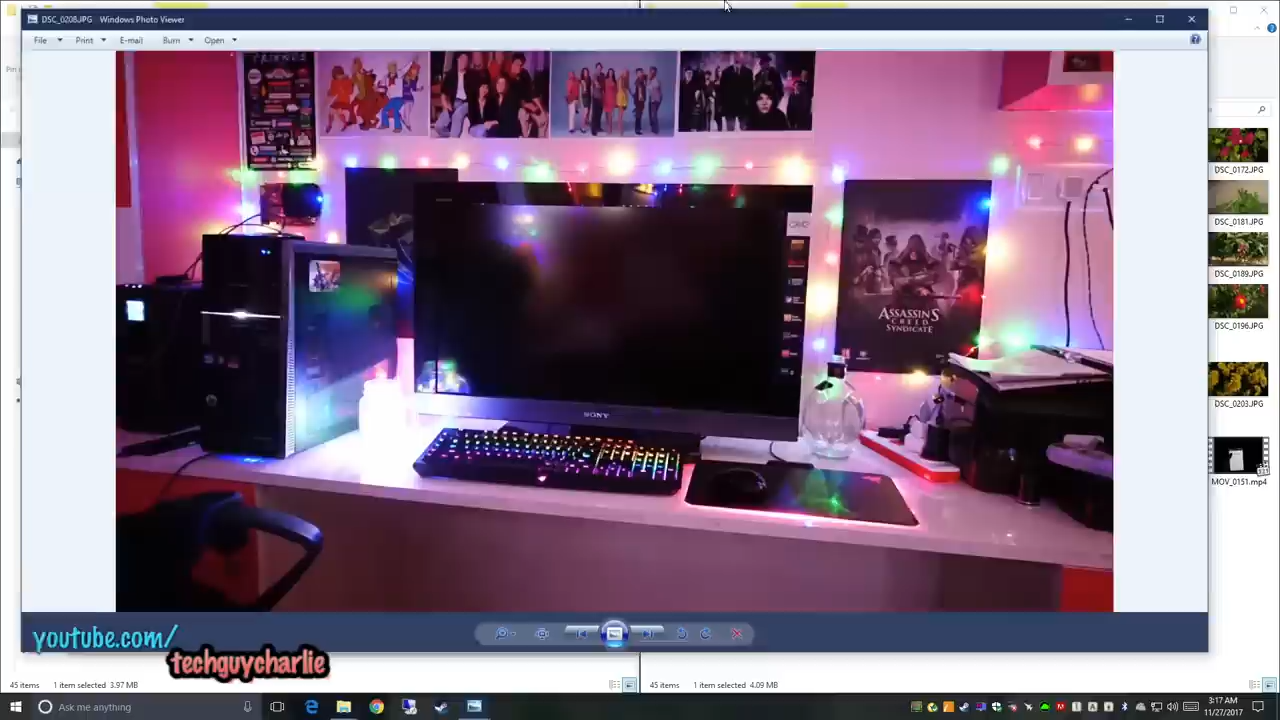 DSC_0208.JPG - Windows Photo Viewer
File Print E-mail Burn Open
FRIENDS
ASSASSIN'S
CREED
SYNDICATE
SONY
DSC_0172.JPG
DSC_0181.JPG
DSC_0189.JPG
DSC_0196.JPG
DSC_0203.JPG
MOV_0151.mp4
youtube.com/
techguycharlie
45 items 1 item selected 3.97 MB
45 items 1 item selected 4.09 MB
Ask me anything
3:17 AM
11/27/2017